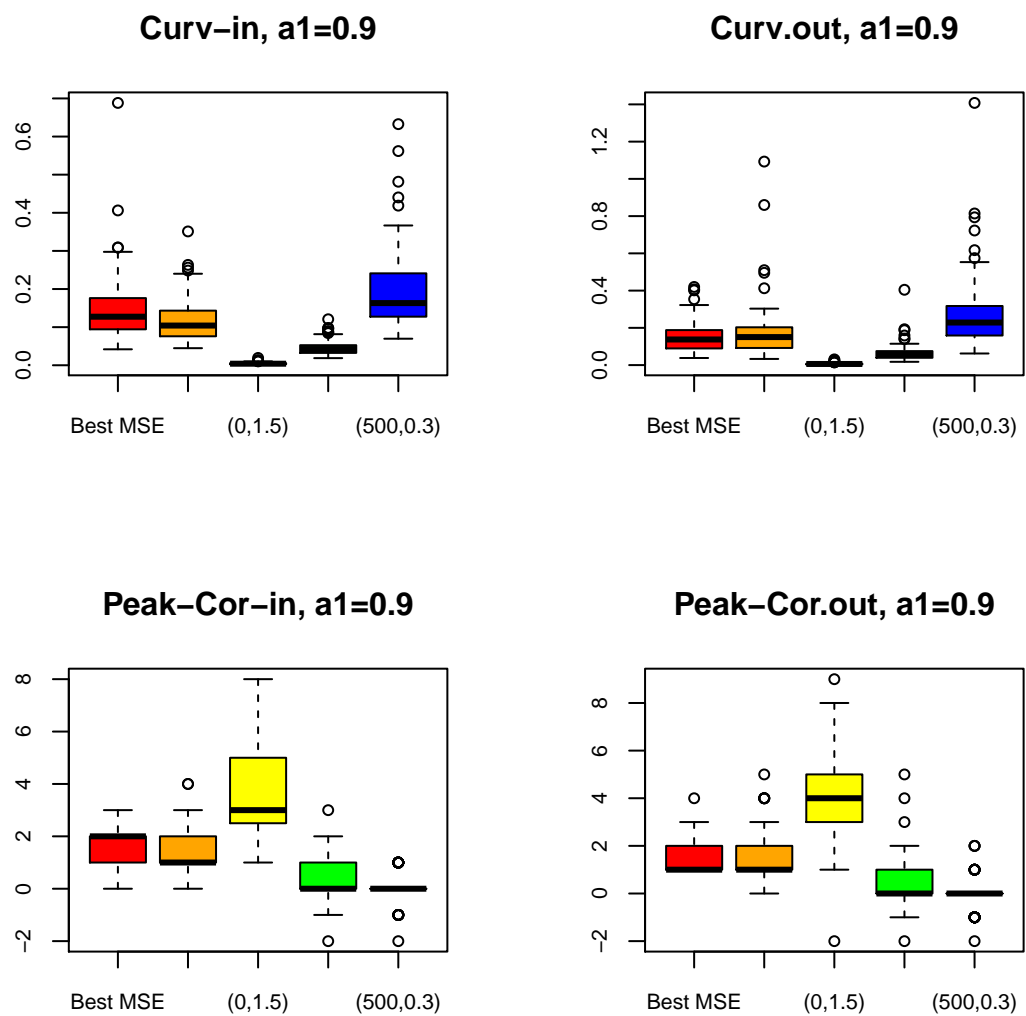 Curv−in, a1=0.9
0.0 0.2 0.4 0.6
Best MSE (0,1.5) (500,0.3)
Curv.out, a1=0.9
0.0 0.4 0.8 1.2
Best MSE (0,1.5) (500,0.3)
Peak−Cor−in, a1=0.9
−2 0 2 4 6 8
Best MSE (0,1.5) (500,0.3)
Peak−Cor.out, a1=0.9
−2 0 2 4 6 8
Best MSE (0,1.5) (500,0.3)